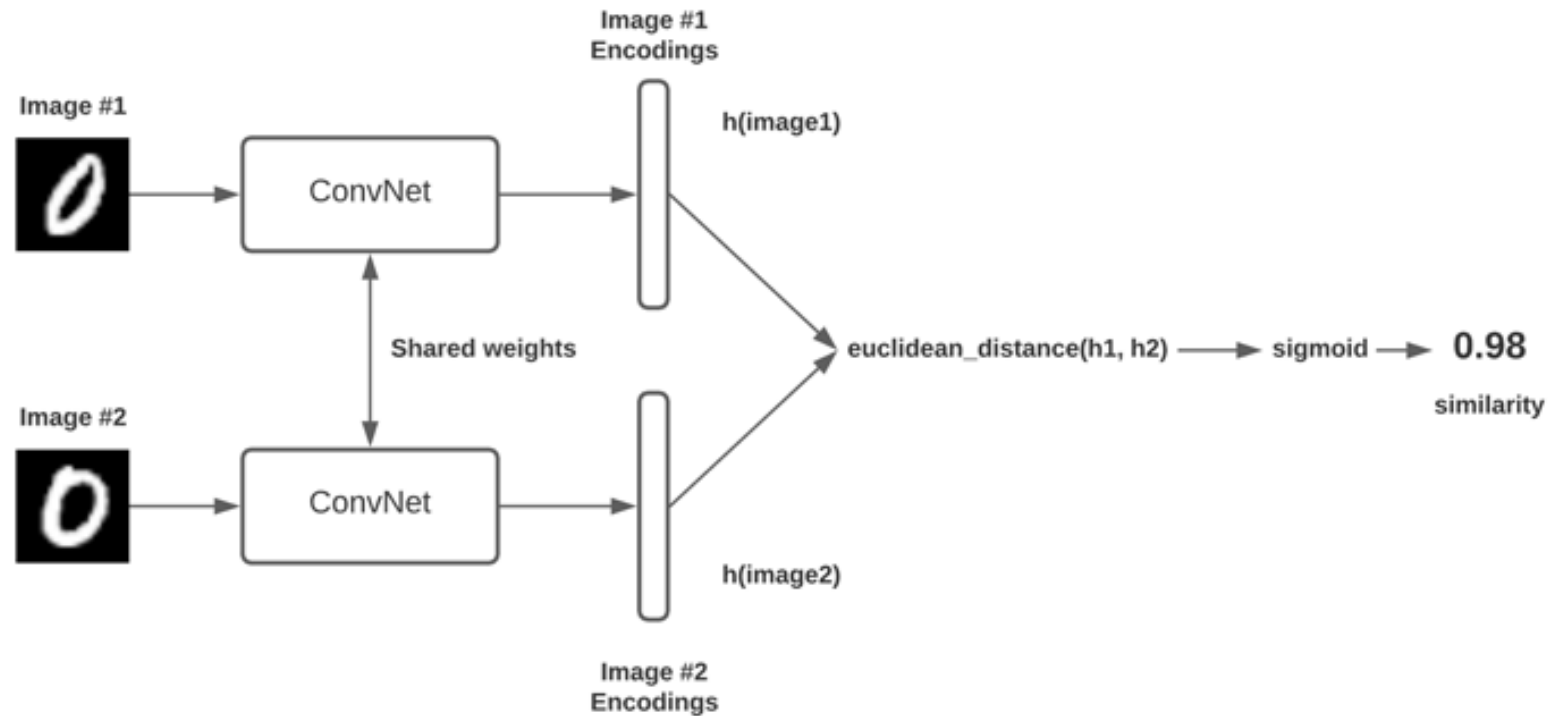 Image #1
Encodings
Image #1
h(image1)
ConvNet
Shared weights
euclidean_distance(h1, h2)
sigmoid
0.98
similarity
Image #2
ConvNet
h(image2)
Image #2
Encodings